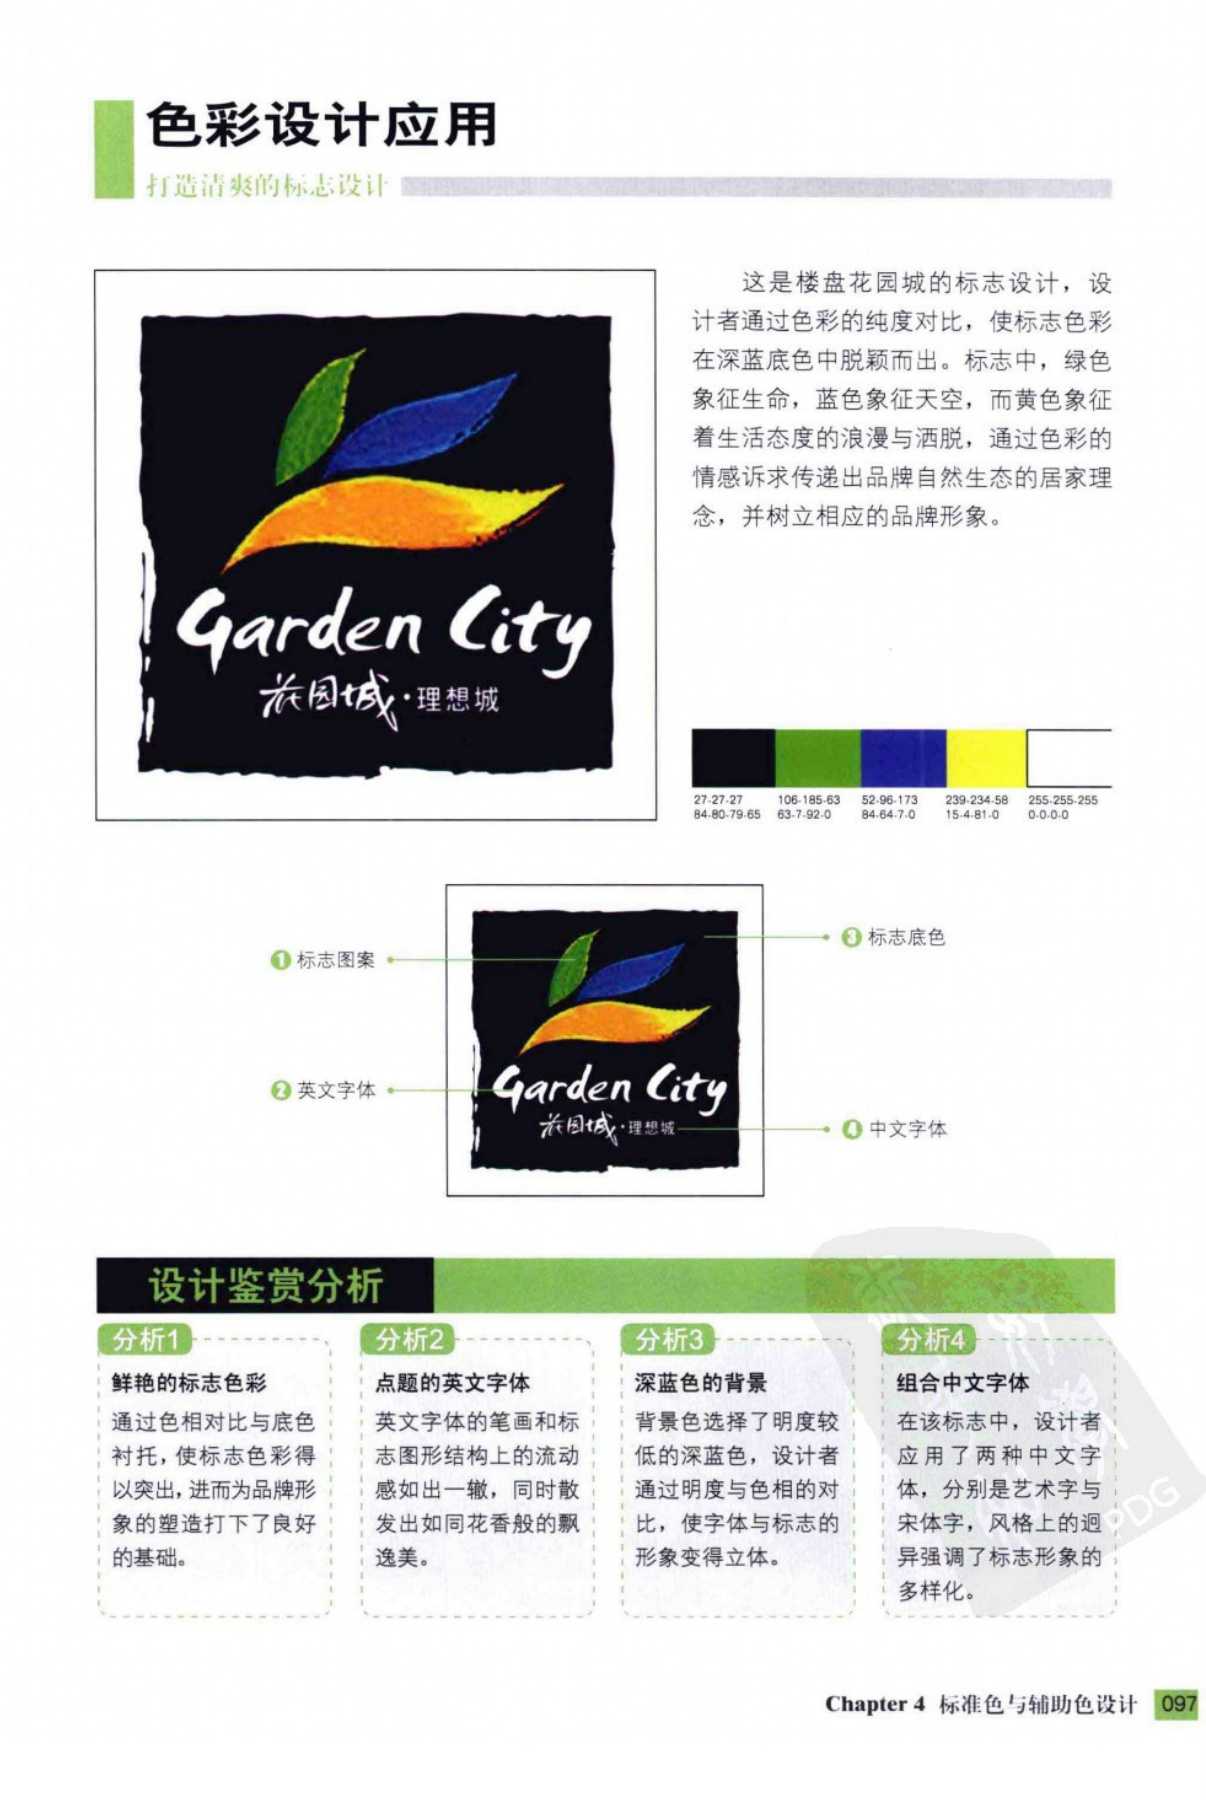 色彩设计应用
打造清爽的标志设计
Garden City
花园城·理想城
这是楼盘花园城的标志设计，设
计者通过色彩的纯度对比，使标志色彩
在深蓝底色中脱颖而出。标志中，绿色
象征生命，蓝色象征天空，而黄色象征
着生活态度的浪漫与洒脱，通过色彩的
情感诉求传递出品牌自然生态的居家理
念，并树立相应的品牌形象。
27-27-27 106-185-63 52-96-173 239-234-58 255-255-255
84-80-79-65 63-7-92-0 84-64-7-0 15-4-81-0 0-0-0-0
❶标志图案
❸标志底色
❷英文字体
❹中文字体
Garden City
花园城·理想城
设计鉴赏分析
分析1
鲜艳的标志色彩
通过色相对比与底色
衬托，使标志色彩得
以突出，进而为品牌形
象的塑造打下了良好
的基础。
分析2
点题的英文字体
英文字体的笔画和标
志图形结构上的流动
感如出一辙，同时散
发出如同花香般的飘
逸美。
分析3
深蓝色的背景
背景色选择了明度较
低的深蓝色，设计者
通过明度与色相的对
比，使字体与标志的
形象变得立体。
分析4
组合中文字体
在该标志中，设计者
应用了两种中文字
体，分别是艺术字与
宋体字，风格上的迥
异强调了标志形象的
多样化。
PDG
Chapter 4 标准色与辅助色设计 097